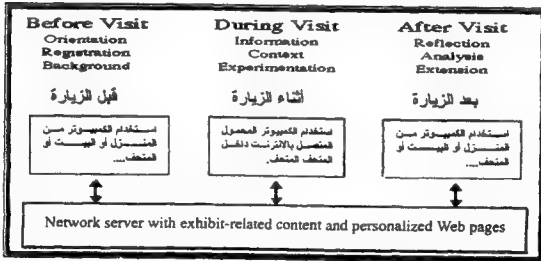 Before Visit
Orientation
Registration
Background
قبل الزيارة
استخدام الكمبيوتر من
المنزل أو البيت أو
المتحف....
During Visit
Information
Context
Experimentation
أثناء الزيارة
استخدام الكمبيوتر المحمول
المتصل بالانترنت داخل
المتحف المتحف.
After Visit
Reflection
Analysis
Extension
بعد الزيارة
استخدام الكمبيوتر من
المنزل أو البيت أو
المتحف....
Network server with exhibit-related content and personalized Web pages